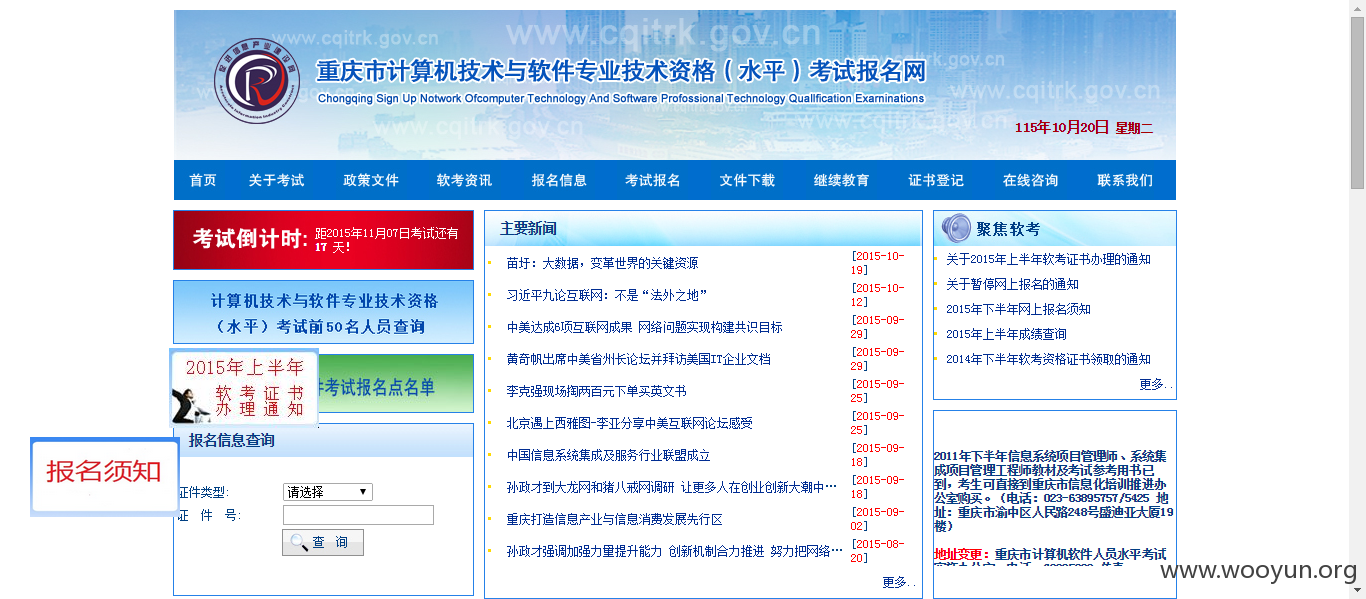 www.cqitrk.gov.cn
www.cqitrk.gov.cn
重庆市计算机技术与软件专业技术资格（水平）考试报名网
Chongqing Sign Up Notwork Ofcomputer Technology And Software Profossional Technology Qualification Examinations
www.cqitrk.gov.cn
www.cqitrk.gov.cn
115年10月20日 星期二
首页 关于考试 政策文件 软考资讯 报名信息 考试报名 文件下载 继续教育 证书登记 在线咨询 联系我们
考试倒计时:
距2015年11月07日考试还有
17 天!
计算机技术与软件专业技术资格
（水平）考试前50名人员查询
2015年上半年
软考证书
办理通知
考试报名点名单
报名须知
报名信息查询
证件类型:
请选择
证 件 号:
查 询
主要新闻
苗圩：大数据，变革世界的关键资源 [2015-10-
19]
习近平九论互联网：不是“法外之地” [2015-10-
12]
中美达成6项互联网成果 网络问题实现构建共识目标 [2015-09-
29]
黄奇帆出席中美省州长论坛并拜访美国IT企业文档 [2015-09-
29]
李克强现场掏两百元下单买英文书 [2015-09-
25]
北京遇上西雅图-李亚分享中美互联网论坛感受 [2015-09-
25]
中国信息系统集成及服务行业联盟成立 [2015-09-
18]
孙政才到大龙网和猪八戒网调研 让更多人在创业创新大潮中… [2015-09-
18]
重庆打造信息产业与信息消费发展先行区 [2015-09-
02]
孙政才强调加强力量提升能力 创新机制合力推进 努力把网络… [2015-08-
20]
更多..
聚焦软考
关于2015年上半年软考证书办理的通知
关于暂停网上报名的通知
2015年下半年网上报名须知
2015年上半年成绩查询
2014年下半年软考资格证书领取的通知
更多..
2011年下半年信息系统项目管理师、系统集
成项目管理工程师教材及考试参考用书已
到，考生可直接到重庆市信息化培训推进办
公室购买。（电话：023-63895757/5425 地
址：重庆市渝中区人民路248号盛迪亚大厦19
楼）
地址变更：重庆市计算机软件人员水平考试
www.wooyun.org